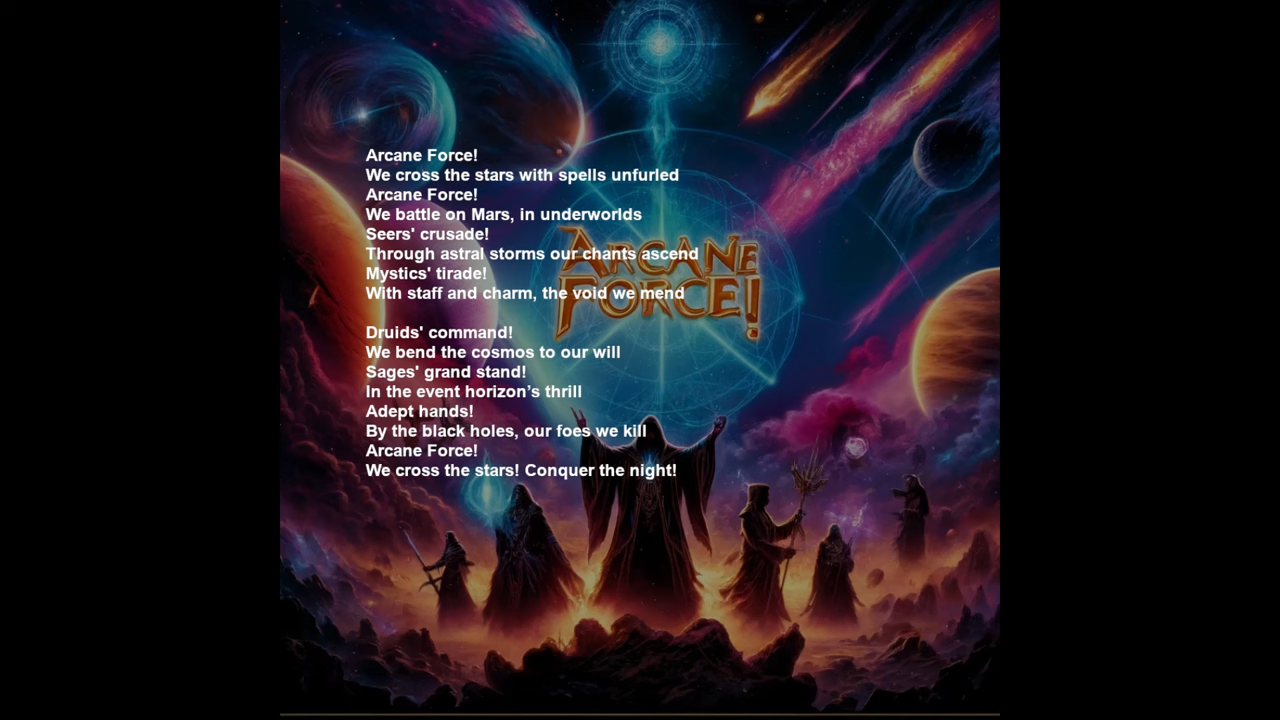 Arcane Force!
We cross the stars with spells unfurled
Arcane Force!
We battle on Mars, in underworlds
Seers' crusade!
Through astral storms our chants ascend
Mystics' tirade!
With staff and charm, the void we mend

Druids' command!
We bend the cosmos to our will
Sages' grand stand!
In the event horizon’s thrill
Adept hands!
By the black holes, our foes we kill
Arcane Force!
We cross the stars! Conquer the night!
ARCANE
FORCE!